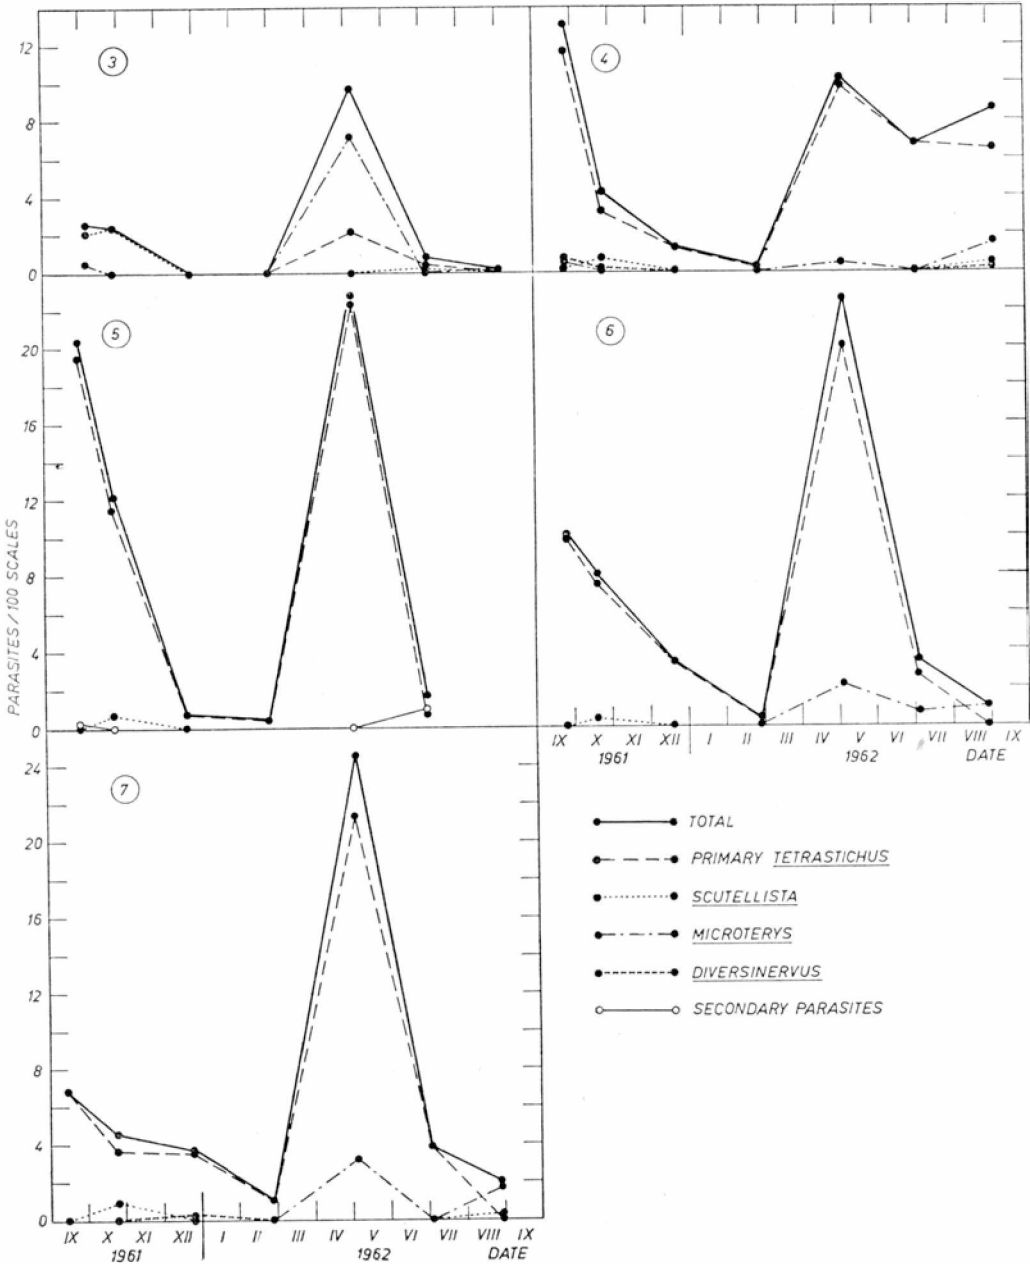 3
4
12
8
4
0
5
6
20
16
12
8
4
0
PARASITES / 100 SCALES
IX X XI XII I II III IV V VI VII VIII IX
1961 1962 DATE
7
24
20
16
12
8
4
0
IX X XI XII I II III IV V VI VII VIII IX
1961 1962 DATE
TOTAL
PRIMARY TETRASTICHUS
SCUTELLISTA
MICROTERYS
DIVERSINERVUS
SECONDARY PARASITES